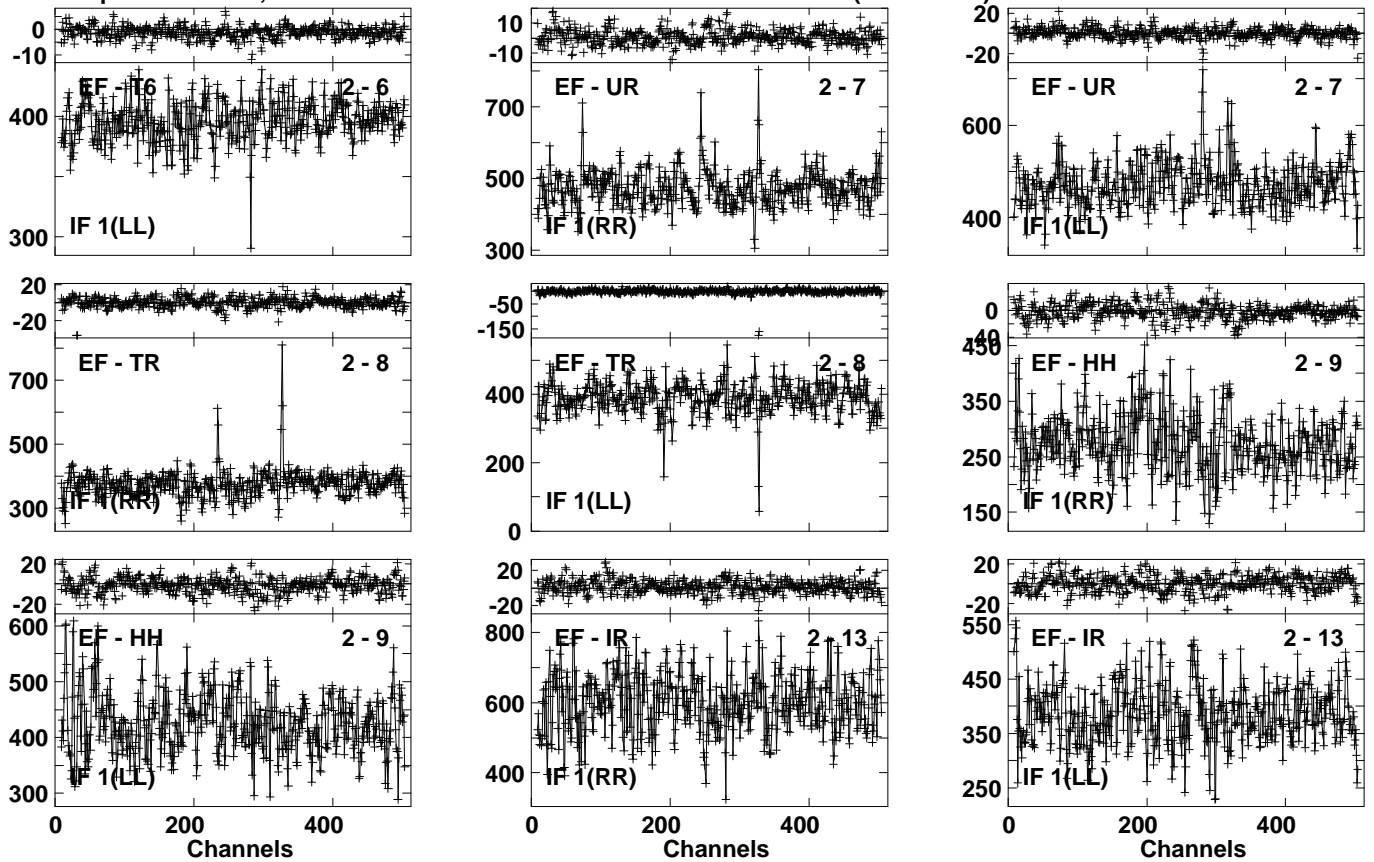 0
-10
EF - T6 2 - 6
400
300
IF 1(LL)
10
-10
EF - UR 2 - 7
700
500
300
IF 1(RR)
20
-20
EF - UR 2 - 7
600
400
IF 1(LL)
20
-20
EF - TR 2 - 8
700
500
300
IF 1(RR)
-50
-150
EF - TR 2 - 8
400
200
0
IF 1(LL)
0
-40
EF - HH 2 - 9
450
350
250
150
IF 1(RR)
20
-20
EF - HH 2 - 9
600
500
400
300
IF 1(LL)
0 200 400
Channels
20
-20
EF - IR 2 - 13
800
600
400
IF 1(RR)
0 200 400
Channels
20
-20
EF - IR 2 - 13
550
450
350
250
IF 1(LL)
0 200 400
Channels